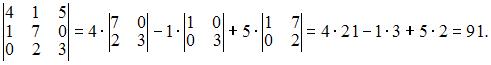 |4 1 5|
|1 7 0|
|0 2 3| = 4 · |7 0; 2 3| − 1 · |1 0; 0 3| + 5 · |1 7; 0 2| = 4 · 21 − 1 · 3 + 5 · 2 = 91.